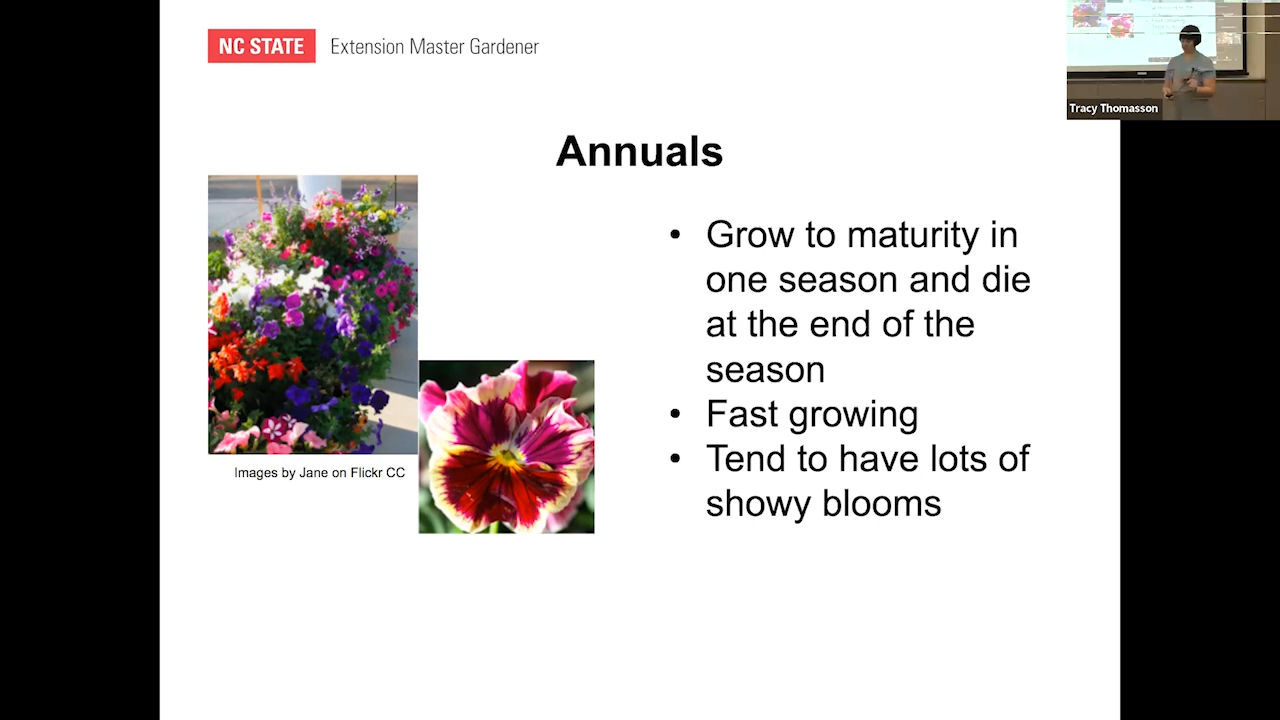 NC STATE Extension Master Gardener
Tracy Thomasson
Annuals
• Grow to maturity in
one season and die
at the end of the
season
• Fast growing
• Tend to have lots of
showy blooms
Images by Jane on Flickr CC